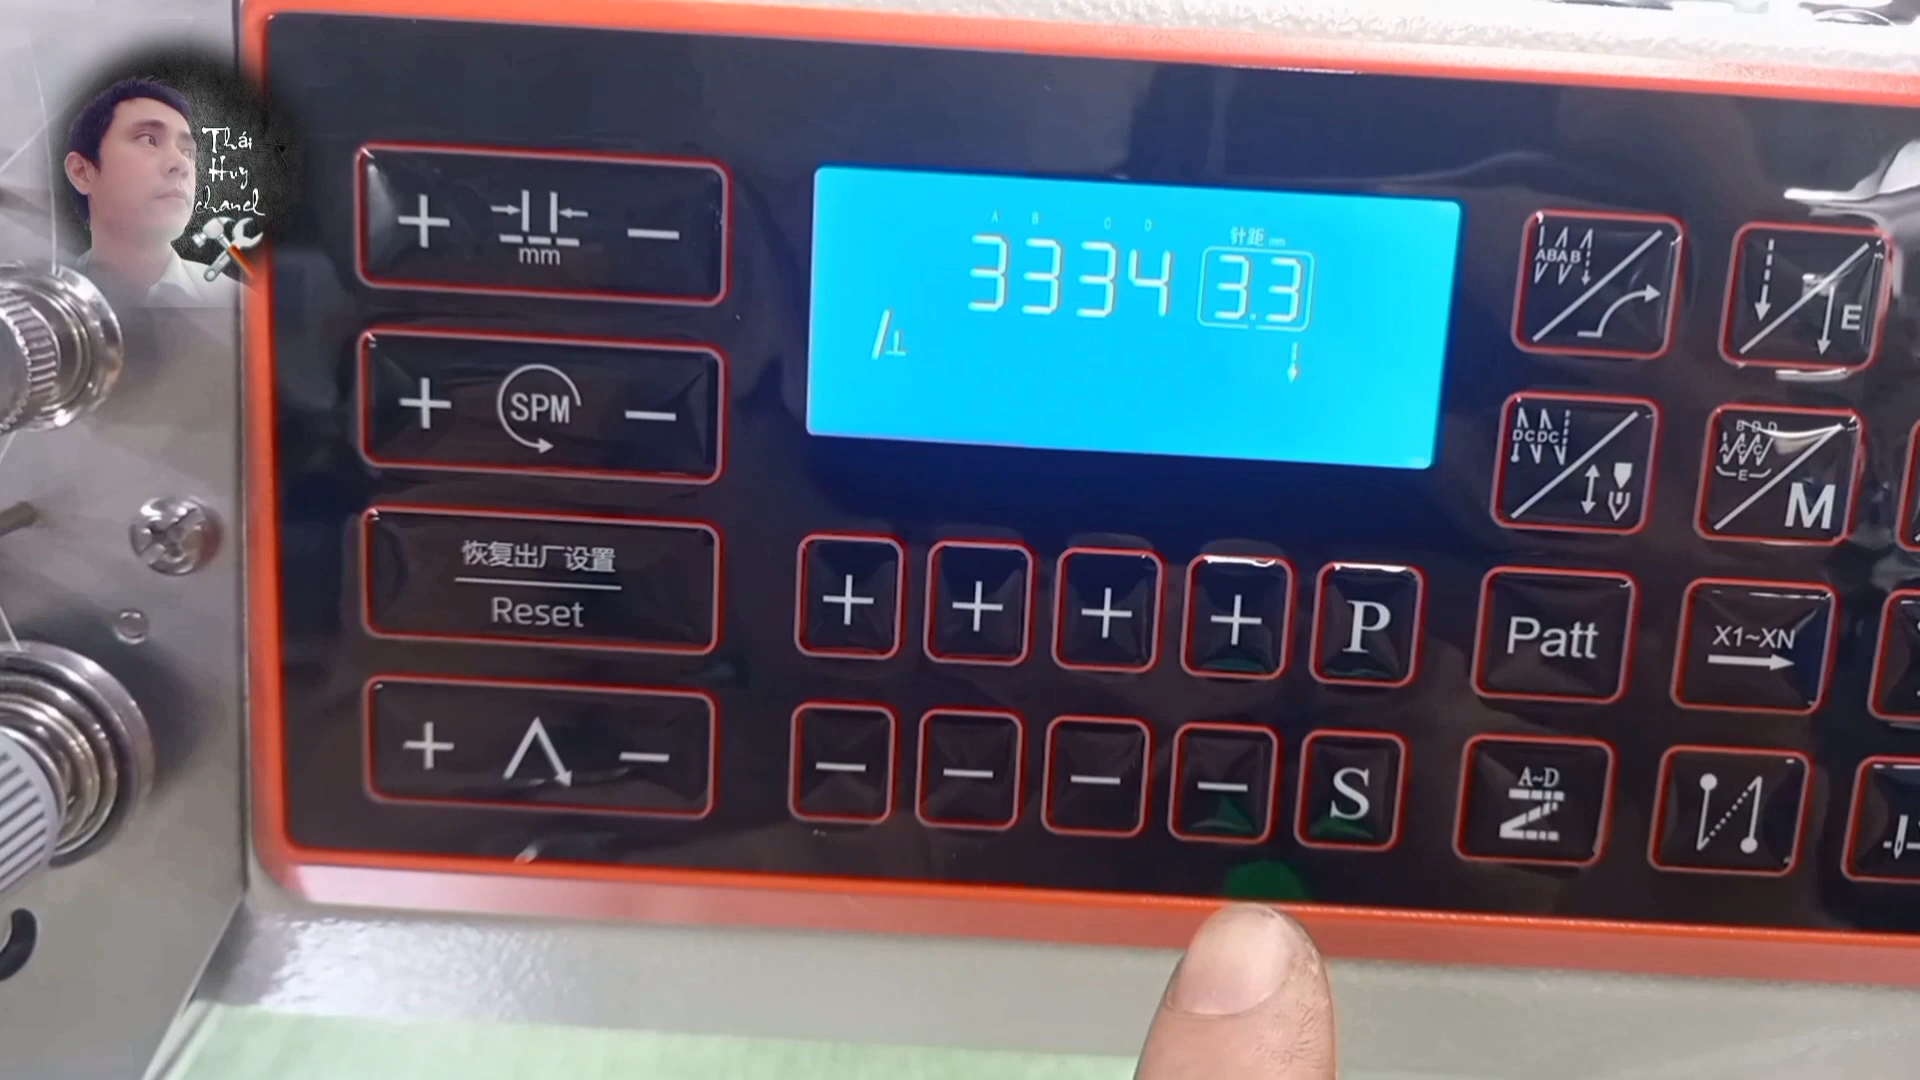 Thái
Huy
chanel
+ mm −
A B C D 针距 mm
3334 3.3
ABAB
E
+ SPM −
DCDC
B D D
A C C
E
M
恢复出厂设置
Reset
+ + + + P
Patt
X1~XN
+ −
− − − − S
A~D